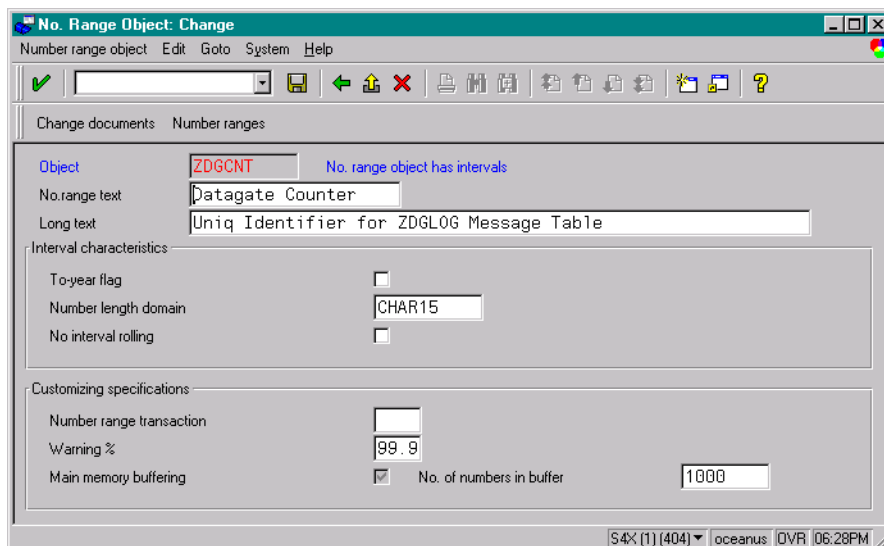 No. Range Object: Change
Number range object Edit Goto System Help
Change documents Number ranges
Object ZDGCNT No. range object has intervals
No.range text Datagate Counter
Long text Uniq Identifier for ZDGLOG Message Table
Interval characteristics
To-year flag
Number length domain CHAR15
No interval rolling
Customizing specifications
Number range transaction
Warning % 99.9
Main memory buffering No. of numbers in buffer 1000
S4X (1) (404) oceanus OVR 06:28PM